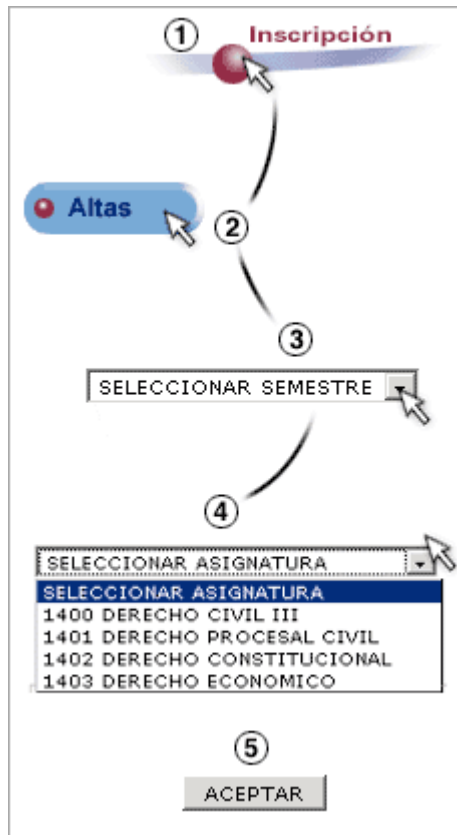 1
Inscripción
Altas
2
3
SELECCIONAR SEMESTRE
4
SELECCIONAR ASIGNATURA
SELECCIONAR ASIGNATURA
1400 DERECHO CIVIL III
1401 DERECHO PROCESAL CIVIL
1402 DERECHO CONSTITUCIONAL
1403 DERECHO ECONOMICO
5
ACEPTAR